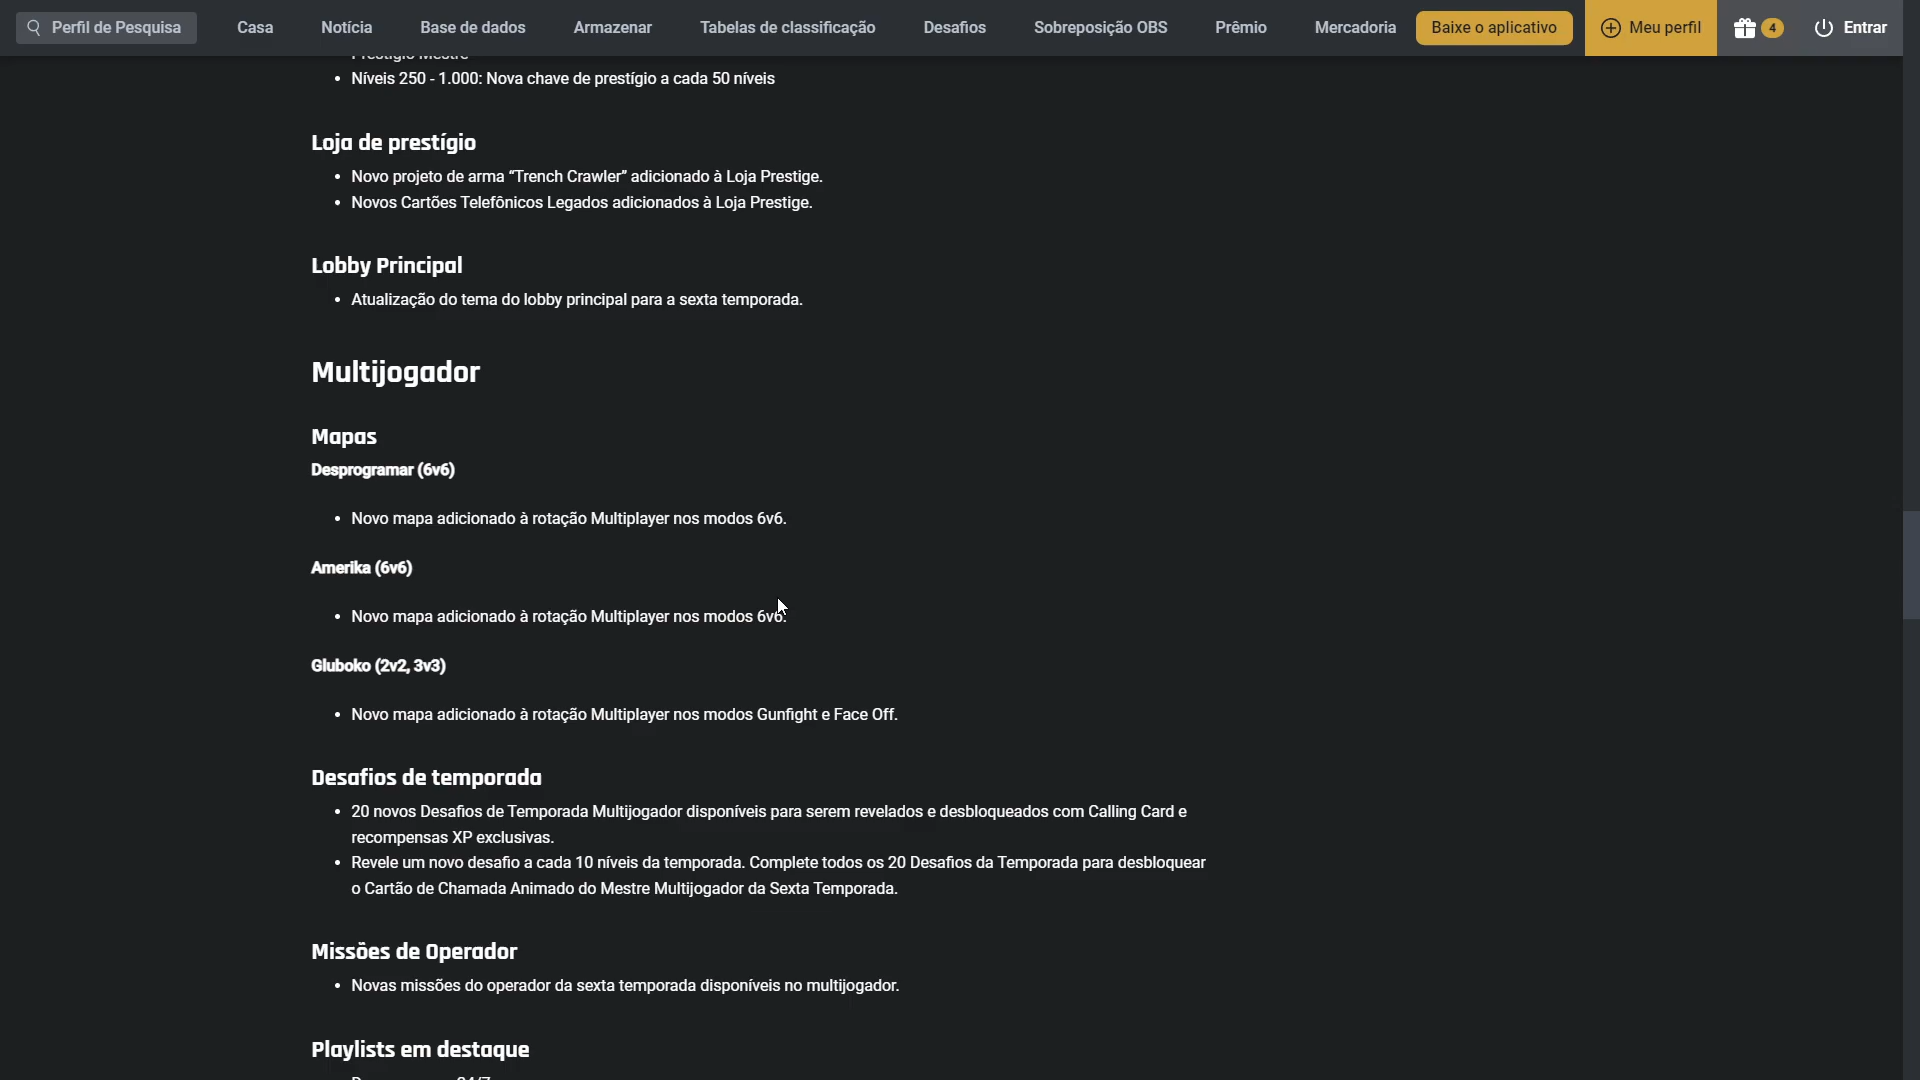 Perfil de Pesquisa Casa Notícia Base de dados Armazenar Tabelas de classificação Desafios Sobreposição OBS Prêmio Mercadoria Baixe o aplicativo Meu perfil 4 Entrar
Prestígio Mestre
• Níveis 250 - 1.000: Nova chave de prestígio a cada 50 níveis
Loja de prestígio
• Novo projeto de arma “Trench Crawler” adicionado à Loja Prestige.
• Novos Cartões Telefônicos Legados adicionados à Loja Prestige.
Lobby Principal
• Atualização do tema do lobby principal para a sexta temporada.
Multijogador
Mapas
Desprogramar (6v6)
• Novo mapa adicionado à rotação Multiplayer nos modos 6v6.
Amerika (6v6)
• Novo mapa adicionado à rotação Multiplayer nos modos 6v6.
Gluboko (2v2, 3v3)
• Novo mapa adicionado à rotação Multiplayer nos modos Gunfight e Face Off.
Desafios de temporada
• 20 novos Desafios de Temporada Multijogador disponíveis para serem revelados e desbloqueados com Calling Card e
recompensas XP exclusivas.
• Revele um novo desafio a cada 10 níveis da temporada. Complete todos os 20 Desafios da Temporada para desbloquear
o Cartão de Chamada Animado do Mestre Multijogador da Sexta Temporada.
Missões de Operador
• Novas missões do operador da sexta temporada disponíveis no multijogador.
Playlists em destaque